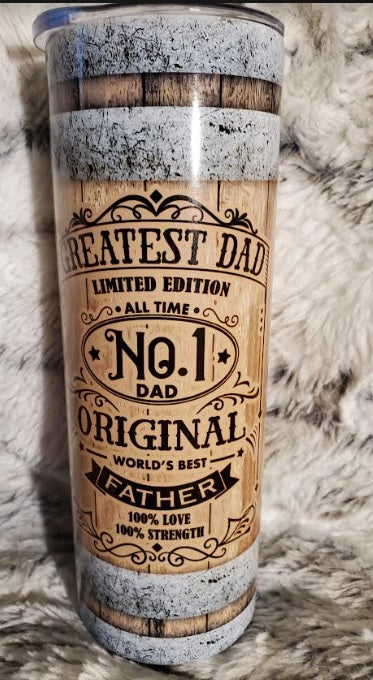 GREATEST DAD
LIMITED EDITION
• ALL TIME •
NO.1
DAD
ORIGINAL
WORLD'S BEST
FATHER
100% LOVE
100% STRENGTH